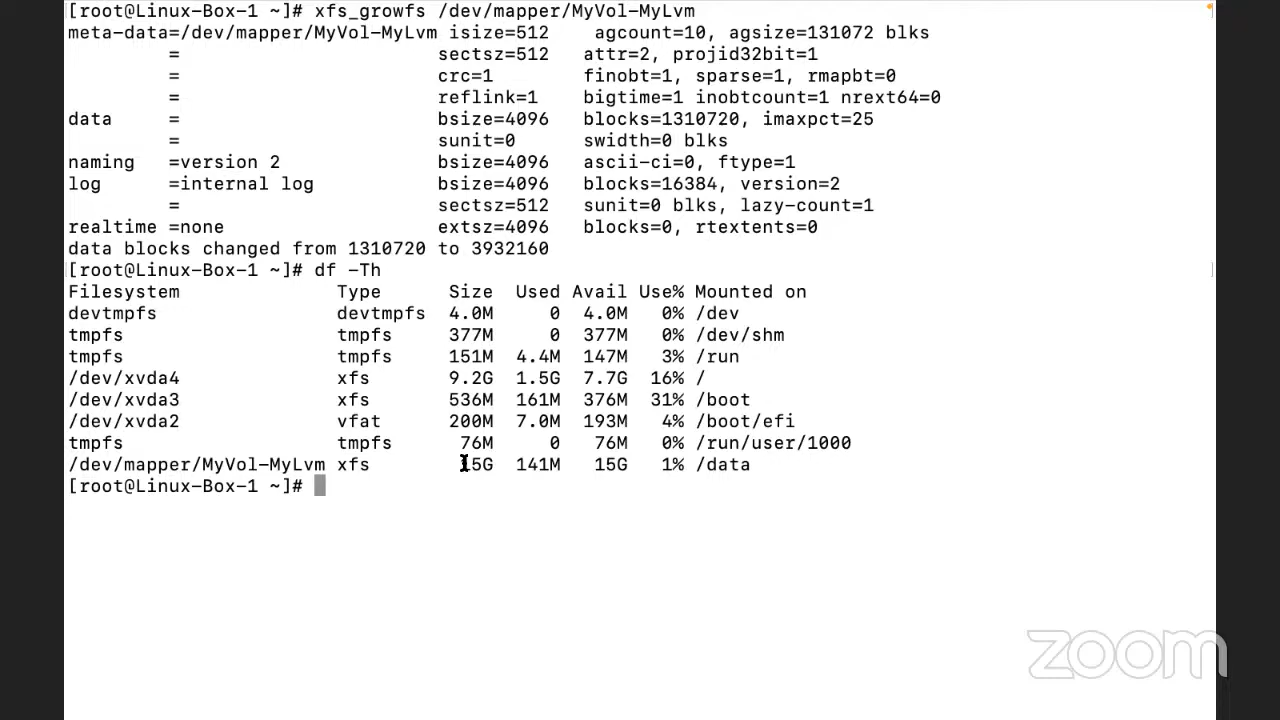 [root@Linux-Box-1 ~]# xfs_growfs /dev/mapper/MyVol-MyLvm
meta-data=/dev/mapper/MyVol-MyLvm isize=512    agcount=10, agsize=131072 blks
         =                       sectsz=512   attr=2, projid32bit=1
         =                       crc=1        finobt=1, sparse=1, rmapbt=0
         =                       reflink=1    bigtime=1 inobtcount=1 nrext64=0
data     =                       bsize=4096   blocks=1310720, imaxpct=25
         =                       sunit=0      swidth=0 blks
naming   =version 2              bsize=4096   ascii-ci=0, ftype=1
log      =internal log           bsize=4096   blocks=16384, version=2
         =                       sectsz=512   sunit=0 blks, lazy-count=1
realtime =none                   extsz=4096   blocks=0, rtextents=0
data blocks changed from 1310720 to 3932160
[root@Linux-Box-1 ~]# df -Th
Filesystem              Type      Size  Used Avail Use% Mounted on
devtmpfs                devtmpfs  4.0M     0  4.0M   0% /dev
tmpfs                   tmpfs     377M     0  377M   0% /dev/shm
tmpfs                   tmpfs     151M  4.4M  147M   3% /run
/dev/xvda4              xfs       9.2G  1.5G  7.7G  16% /
/dev/xvda3              xfs       536M  161M  376M  31% /boot
/dev/xvda2              vfat      200M  7.0M  193M   4% /boot/efi
tmpfs                   tmpfs      76M     0   76M   0% /run/user/1000
/dev/mapper/MyVol-MyLvm xfs        15G  141M   15G   1% /data
[root@Linux-Box-1 ~]#
zoom